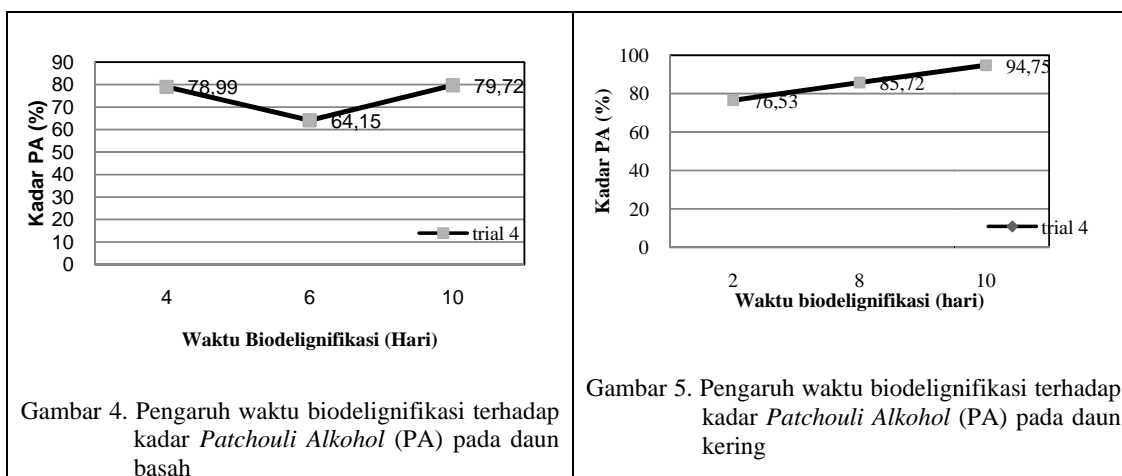 90
80
70
60
50
40
30
20
10
0
Kadar PA (%)
78,99
64,15
79,72
trial 4
4 6 10
Waktu Biodelignifikasi (Hari)
Gambar 4. Pengaruh waktu biodelignifikasi terhadap
kadar Patchouli Alkohol (PA) pada daun
basah
100
80
60
40
20
0
Kadar PA (%)
76,53
85,72
94,75
trial 4
2 8 10
Waktu biodelignifikasi (hari)
Gambar 5. Pengaruh waktu biodelignifikasi terhadap
kadar Patchouli Alkohol (PA) pada daun
kering